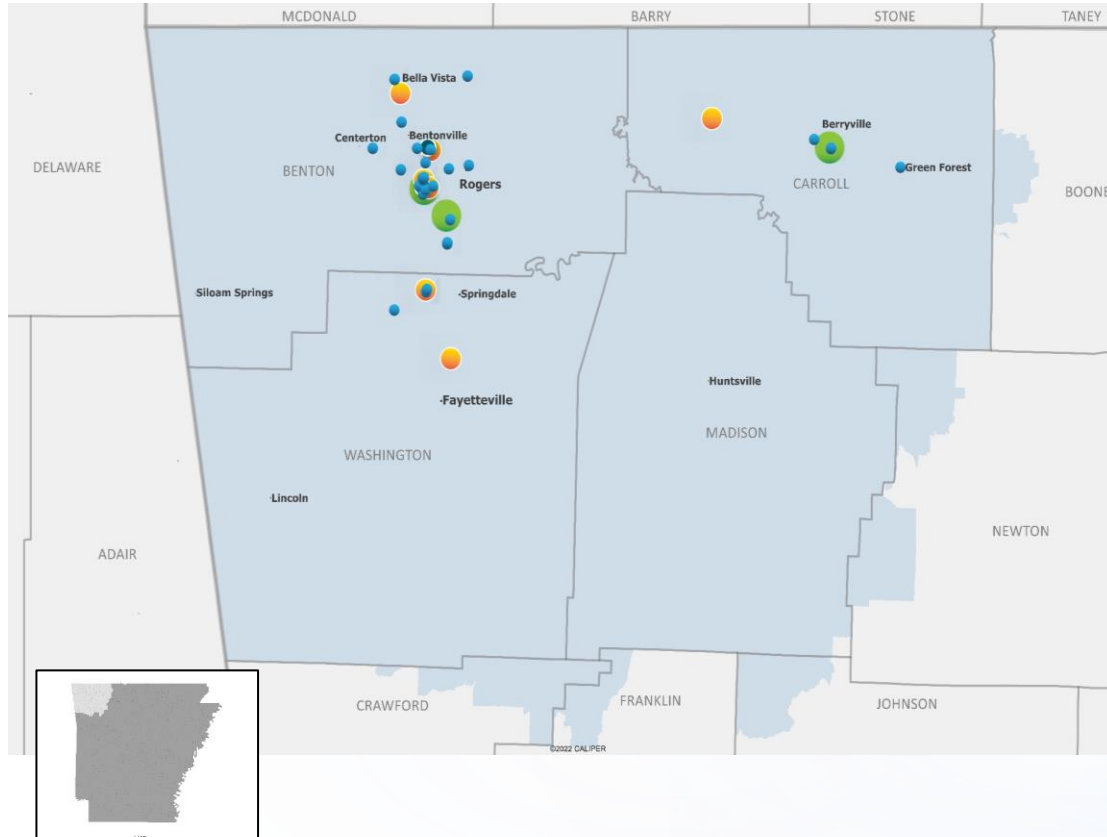 MCDONALD
BARRY
STONE
TANEY
Bella Vista
Berryville
Centerton
Bentonville
DELAWARE
BENTON
Rogers
CARROLL
Green Forest
BOONE
Siloam Springs
Springdale
Huntsville
Fayetteville
MADISON
WASHINGTON
Lincoln
NEWTON
ADAIR
CRAWFORD
FRANKLIN
JOHNSON
©2022 CALIPER